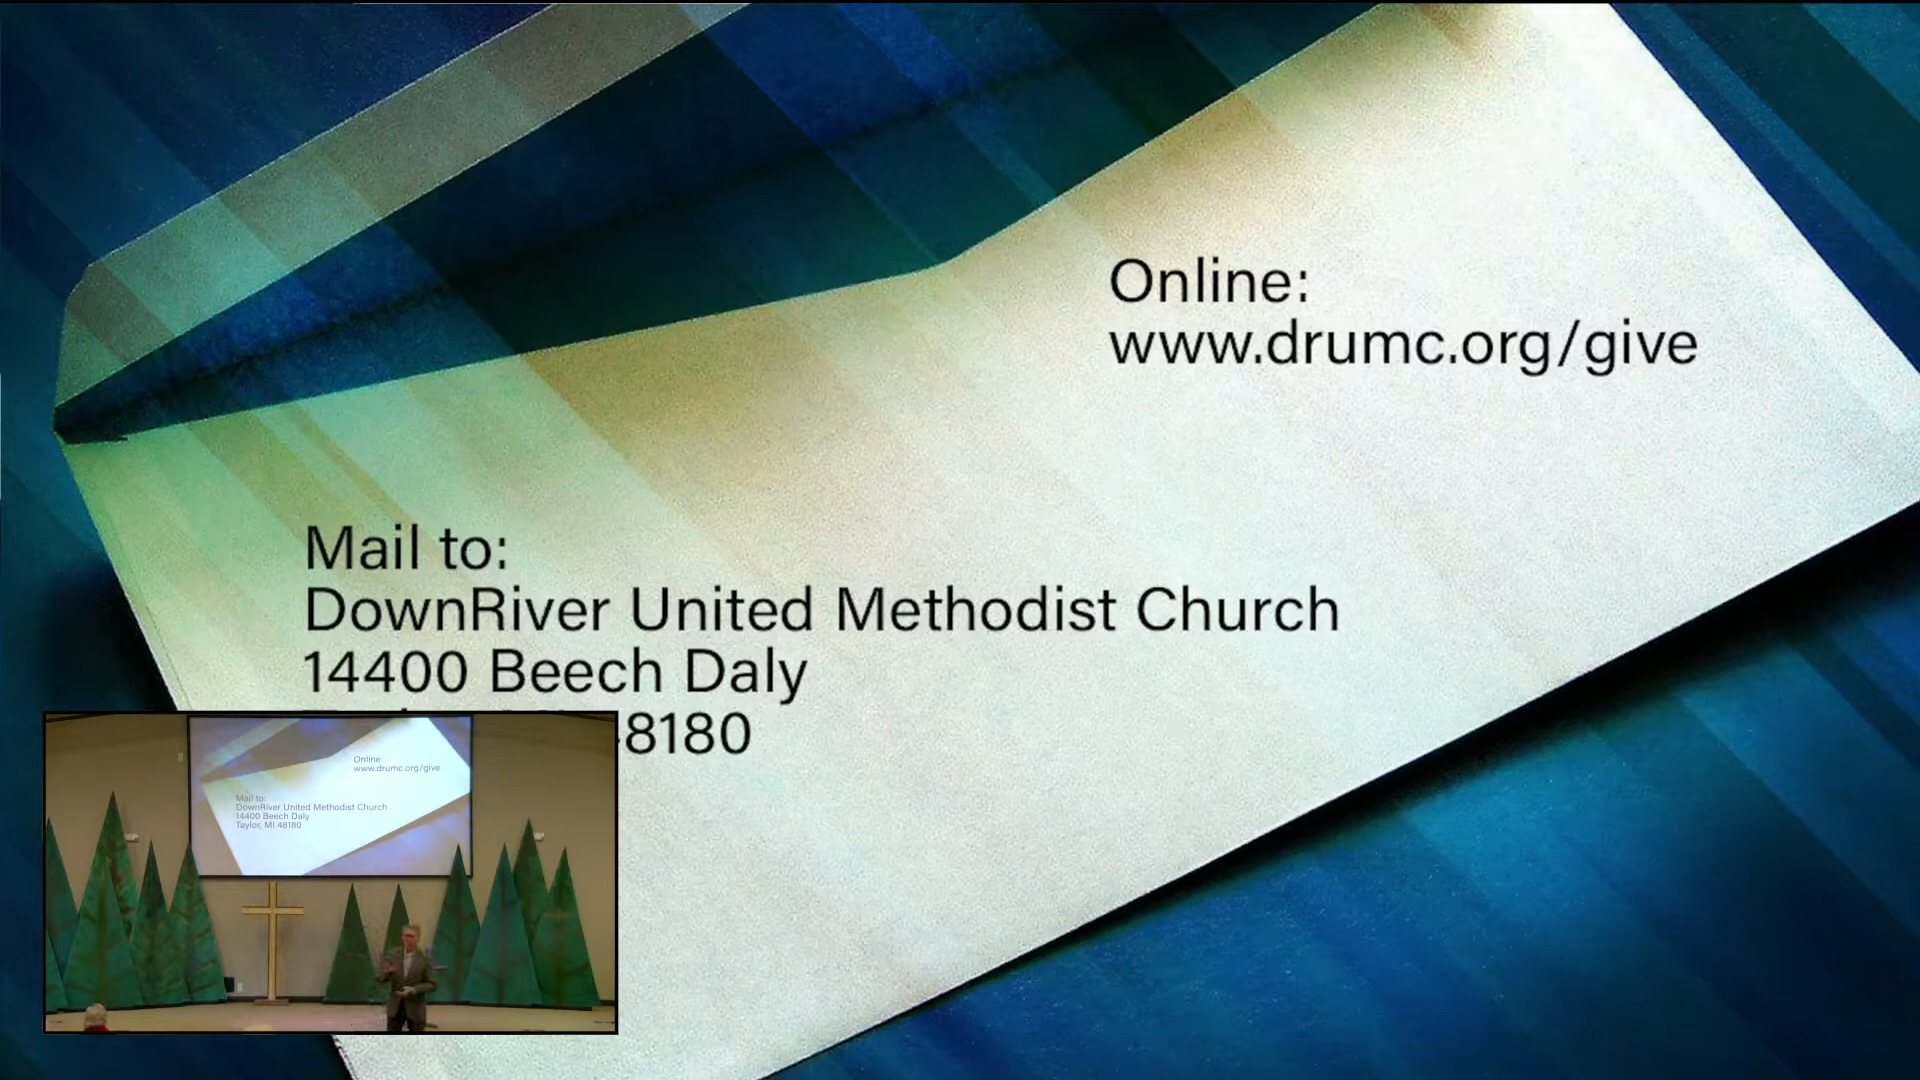 Online:
www.drumc.org/give
Mail to:
DownRiver United Methodist Church
14400 Beech Daly
8180
Online:
www.drumc.org/give
Mail to:
DownRiver United Methodist Church
14400 Beech Daly
Taylor, MI 48180